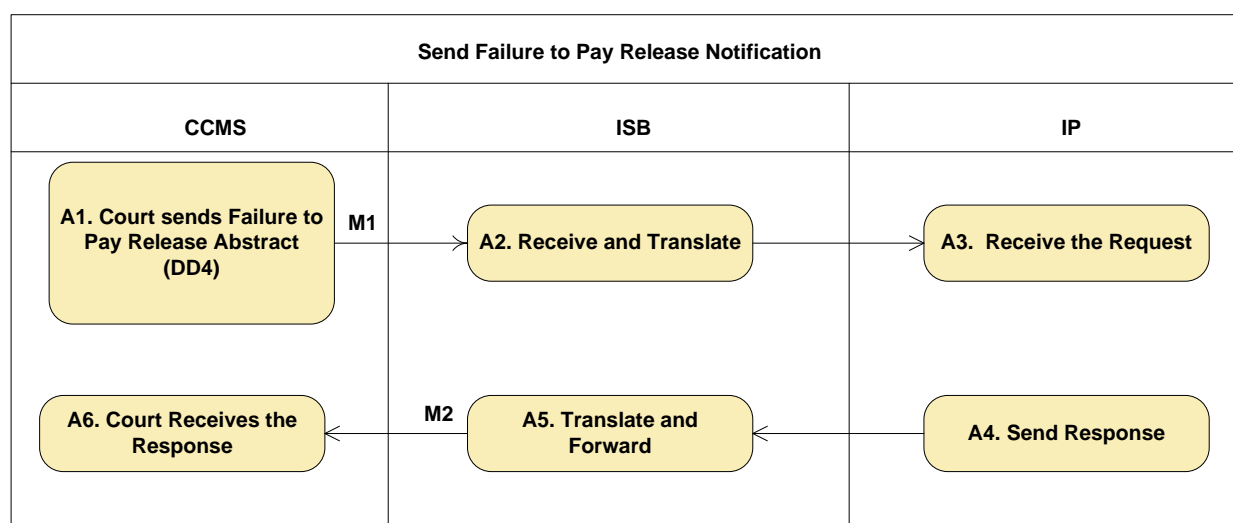 Send Failure to Pay Release Notification
CCMS
ISB
IP
A1. Court sends Failure to
Pay Release Abstract
(DD4)
M1
A2. Receive and Translate
A3. Receive the Request
A6. Court Receives the
Response
M2
A5. Translate and
Forward
A4. Send Response